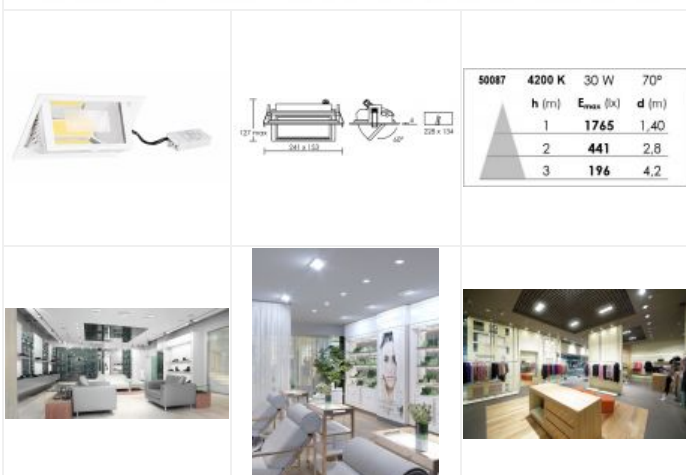 127 max
241 x 153
60°
4
228 x 134
50087 4200 K 30 W 70°
h (m) Emax (lx) d (m)
1 1765 1,40
2 441 2,8
3 196 4,2